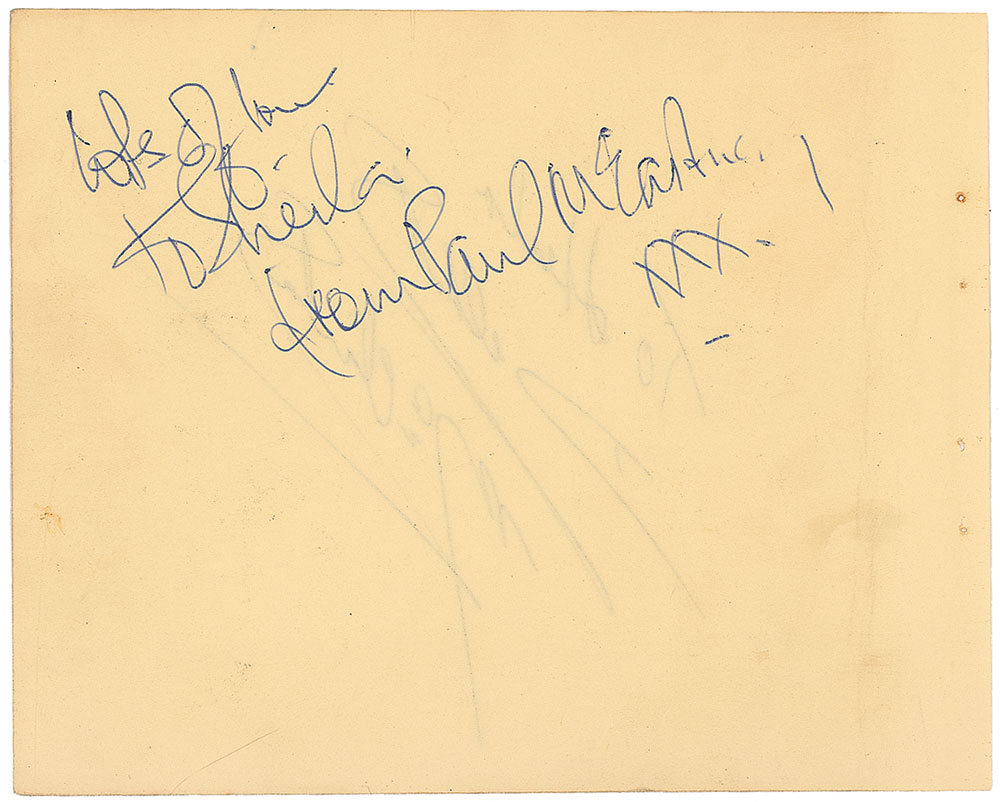 lots of love
to Sheila
from Paul McCartney
XXX.